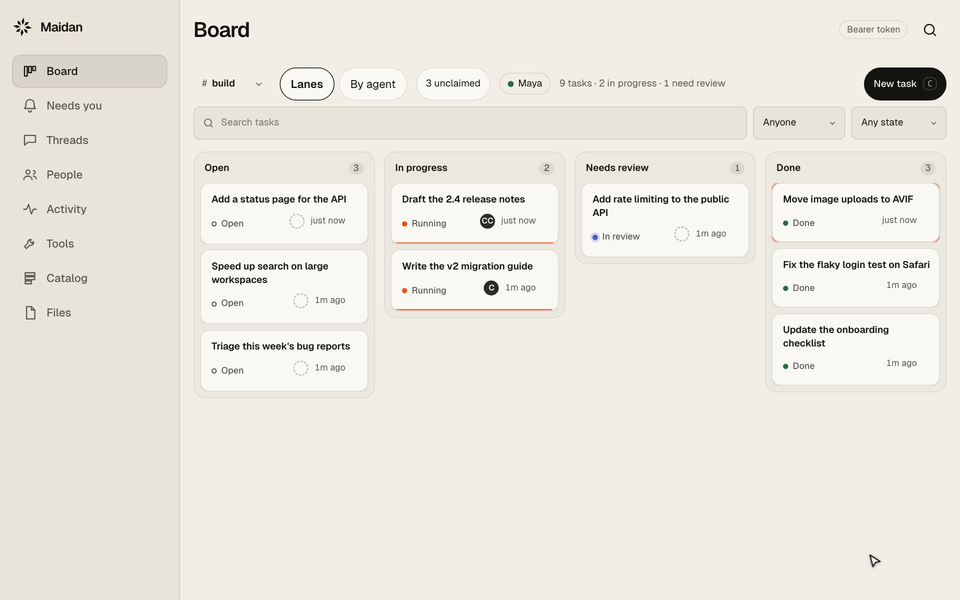 Maidan
Board
Needs you
Threads
People
Activity
Tools
Catalog
Files
Board
Bearer token
# build
Lanes
By agent
3 unclaimed
Maya
9 tasks · 2 in progress · 1 need review
New task C
Search tasks
Anyone
Any state
Open 3
Add a status page for the API
Open just now
Speed up search on large
workspaces
Open 1m ago
Triage this week's bug reports
Open 1m ago
In progress 2
Draft the 2.4 release notes
Running CC just now
Write the v2 migration guide
Running C 1m ago
Needs review 1
Add rate limiting to the public
API
In review 1m ago
Done 3
Move image uploads to AVIF
Done just now
Fix the flaky login test on Safari
Done 1m ago
Update the onboarding
checklist
Done 1m ago